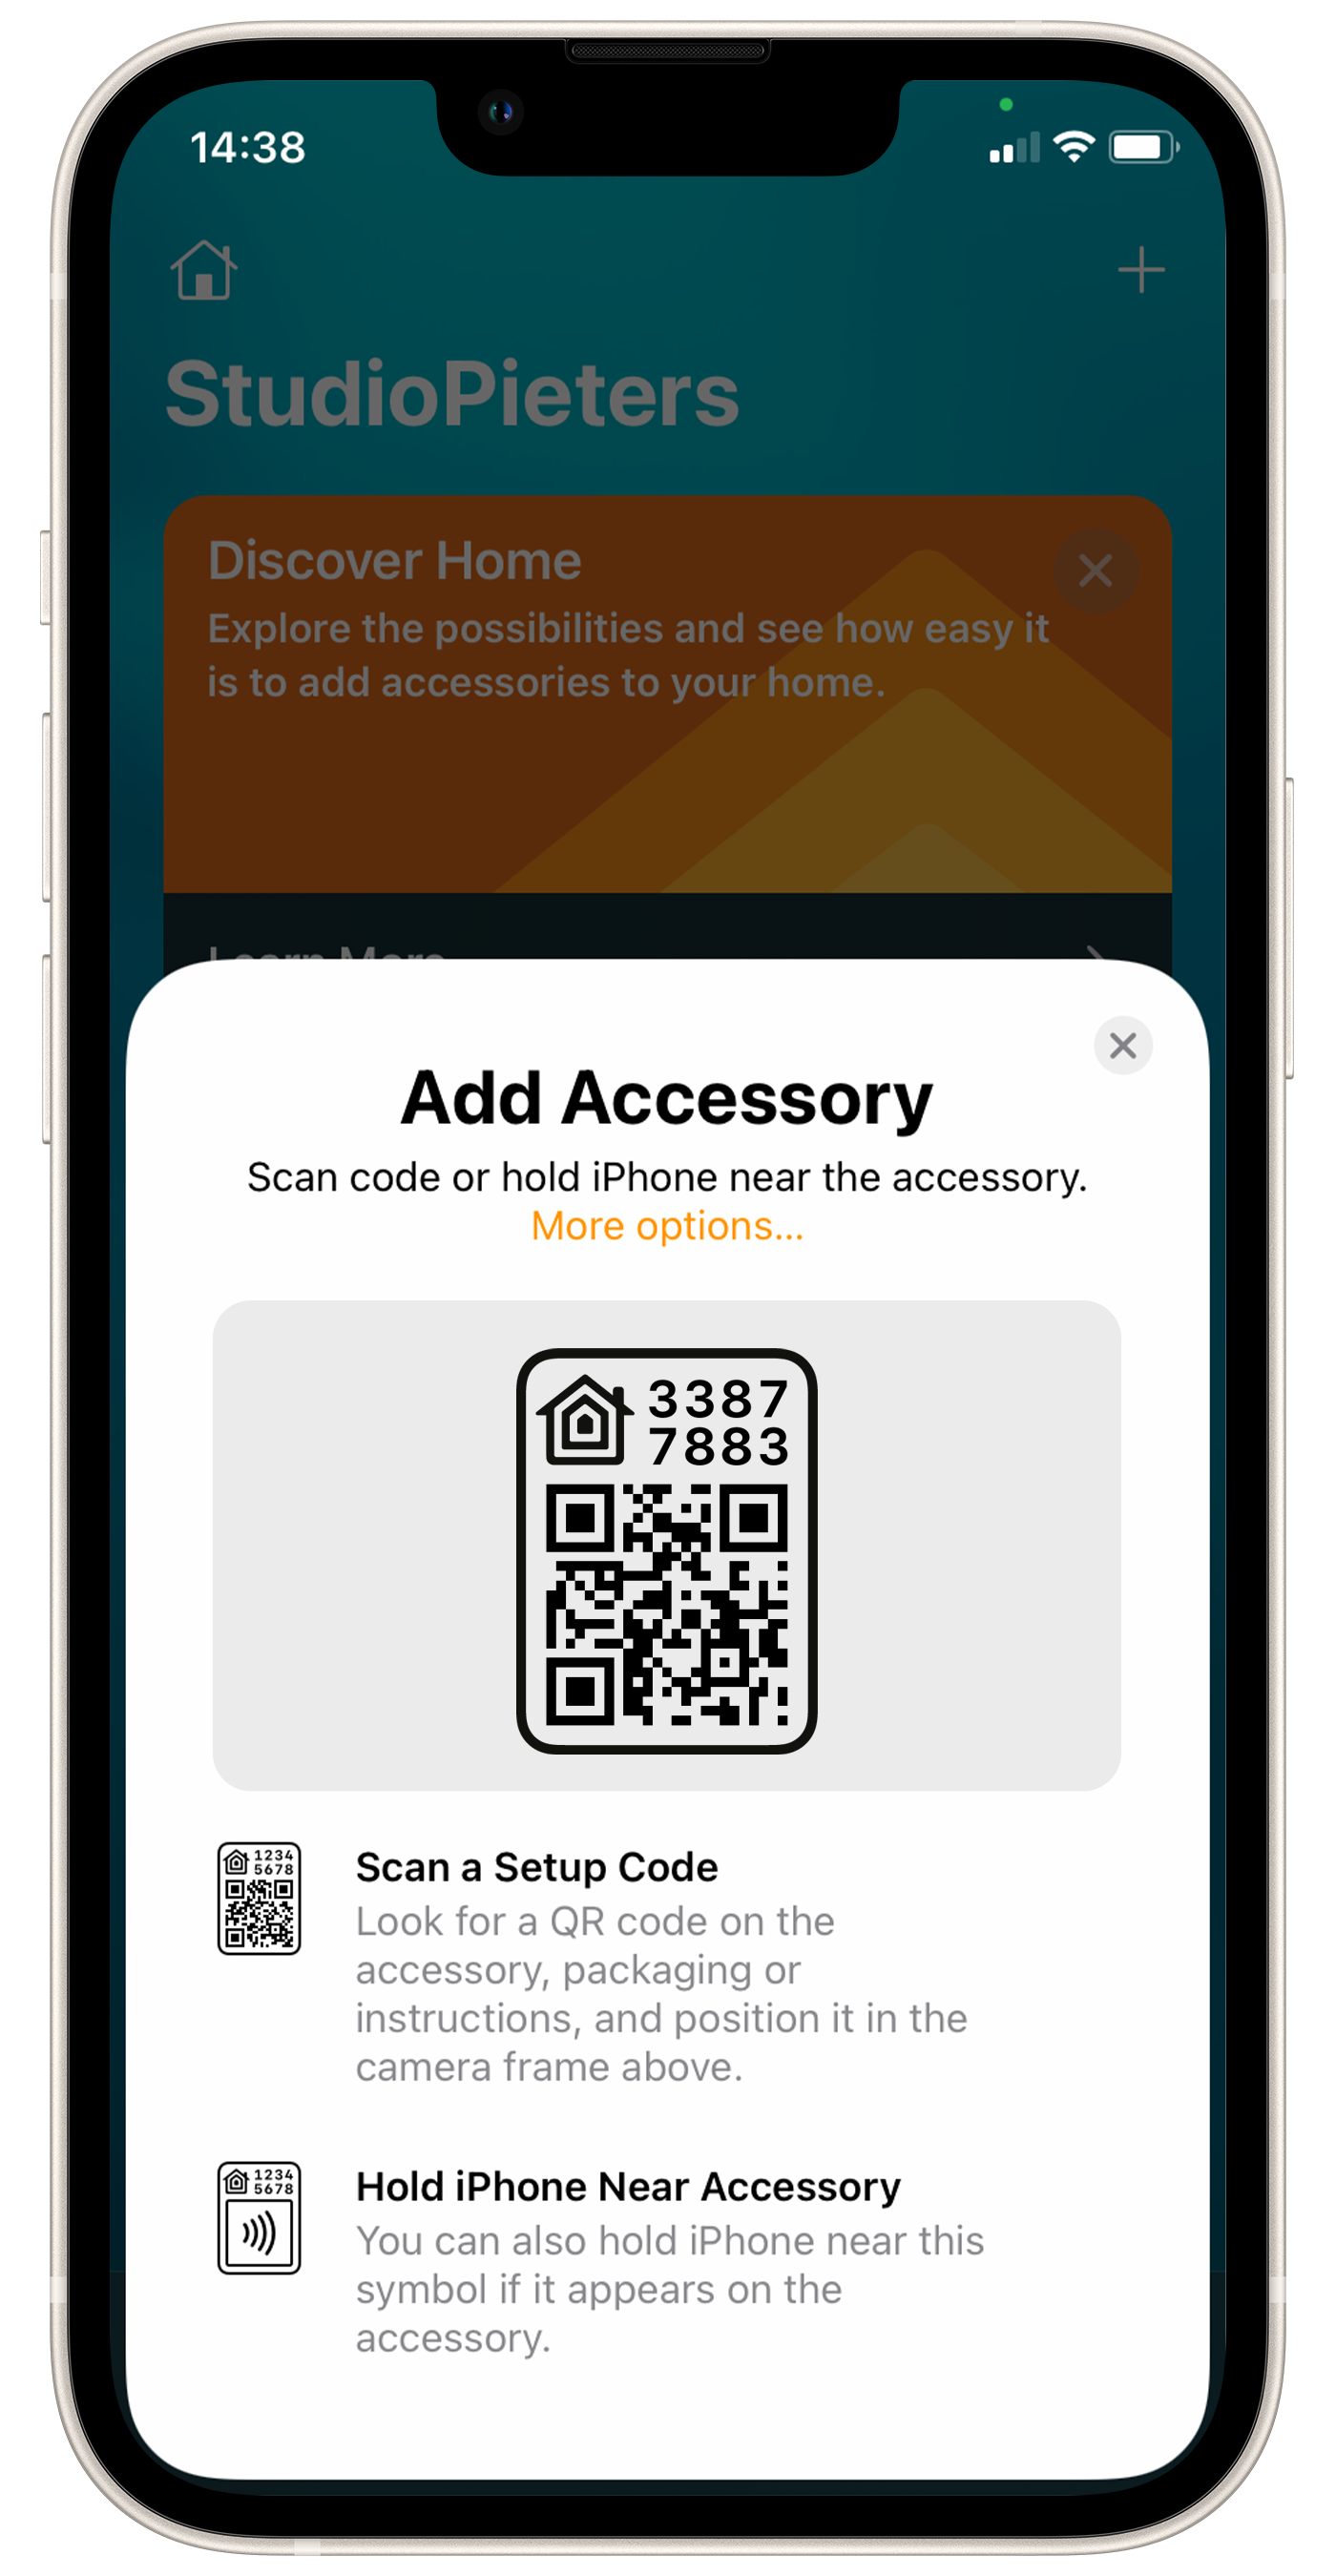 14:38
StudioPieters
Discover Home
Explore the possibilities and see how easy it
is to add accessories to your home.
Learn More
Add Accessory
Scan code or hold iPhone near the accessory.
More options...
3387
7883
1234
5678
Scan a Setup Code
Look for a QR code on the
accessory, packaging or
instructions, and position it in the
camera frame above.
1234
5678
Hold iPhone Near Accessory
You can also hold iPhone near this
symbol if it appears on the
accessory.